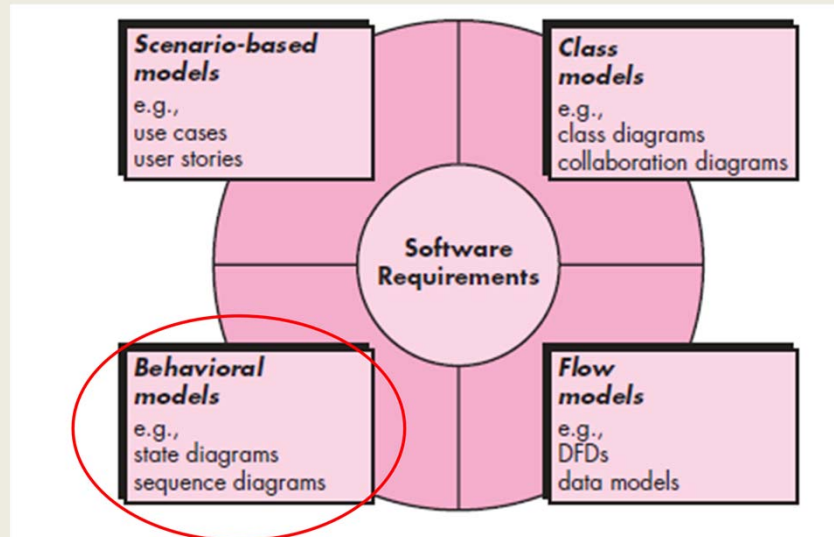 Scenario-based
models
e.g.,
use cases
user stories
Class
models
e.g.,
class diagrams
collaboration diagrams
Software
Requirements
Behavioral
models
e.g.,
state diagrams
sequence diagrams
Flow
models
e.g.,
DFDs
data models